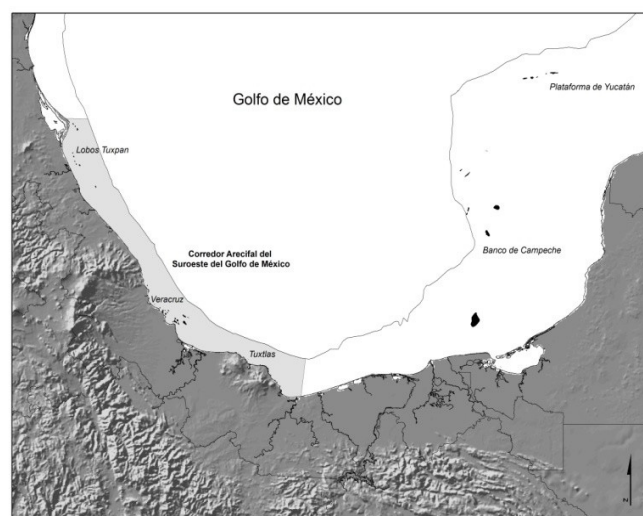 Plataforma de Yucatán
Golfo de México
Lobos Tuxpan
Corredor Arecifal del
Suroeste del Golfo de México
Banco de Campeche
Veracruz
Tuxtlas
N